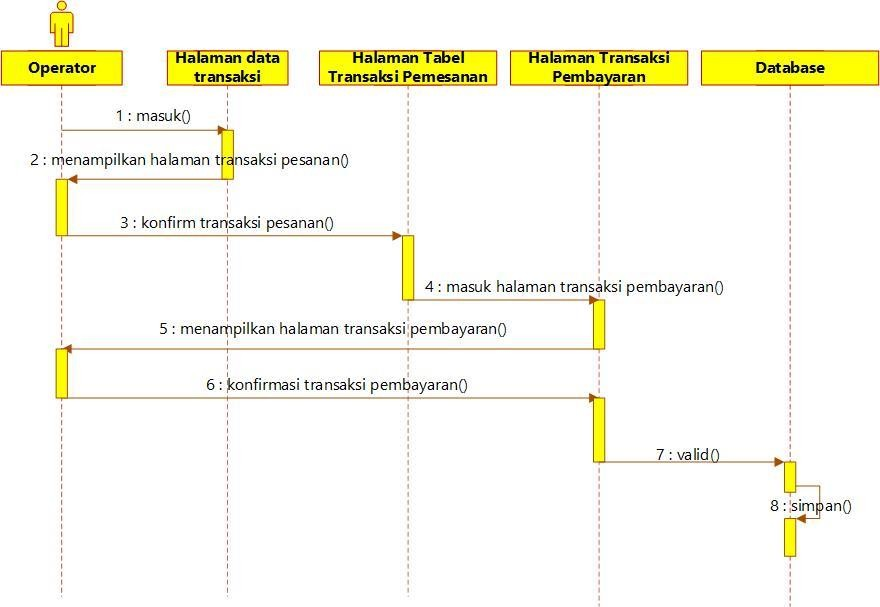 Operator
Halaman data
transaksi
Halaman Tabel
Transaksi Pemesanan
Halaman Transaksi
Pembayaran
Database
1 : masuk()
2 : menampilkan halaman transaksi pesanan()
3 : konfirm transaksi pesanan()
4 : masuk halaman transaksi pembayaran()
5 : menampilkan halaman transaksi pembayaran()
6 : konfirmasi transaksi pembayaran()
7 : valid()
8 : simpan()